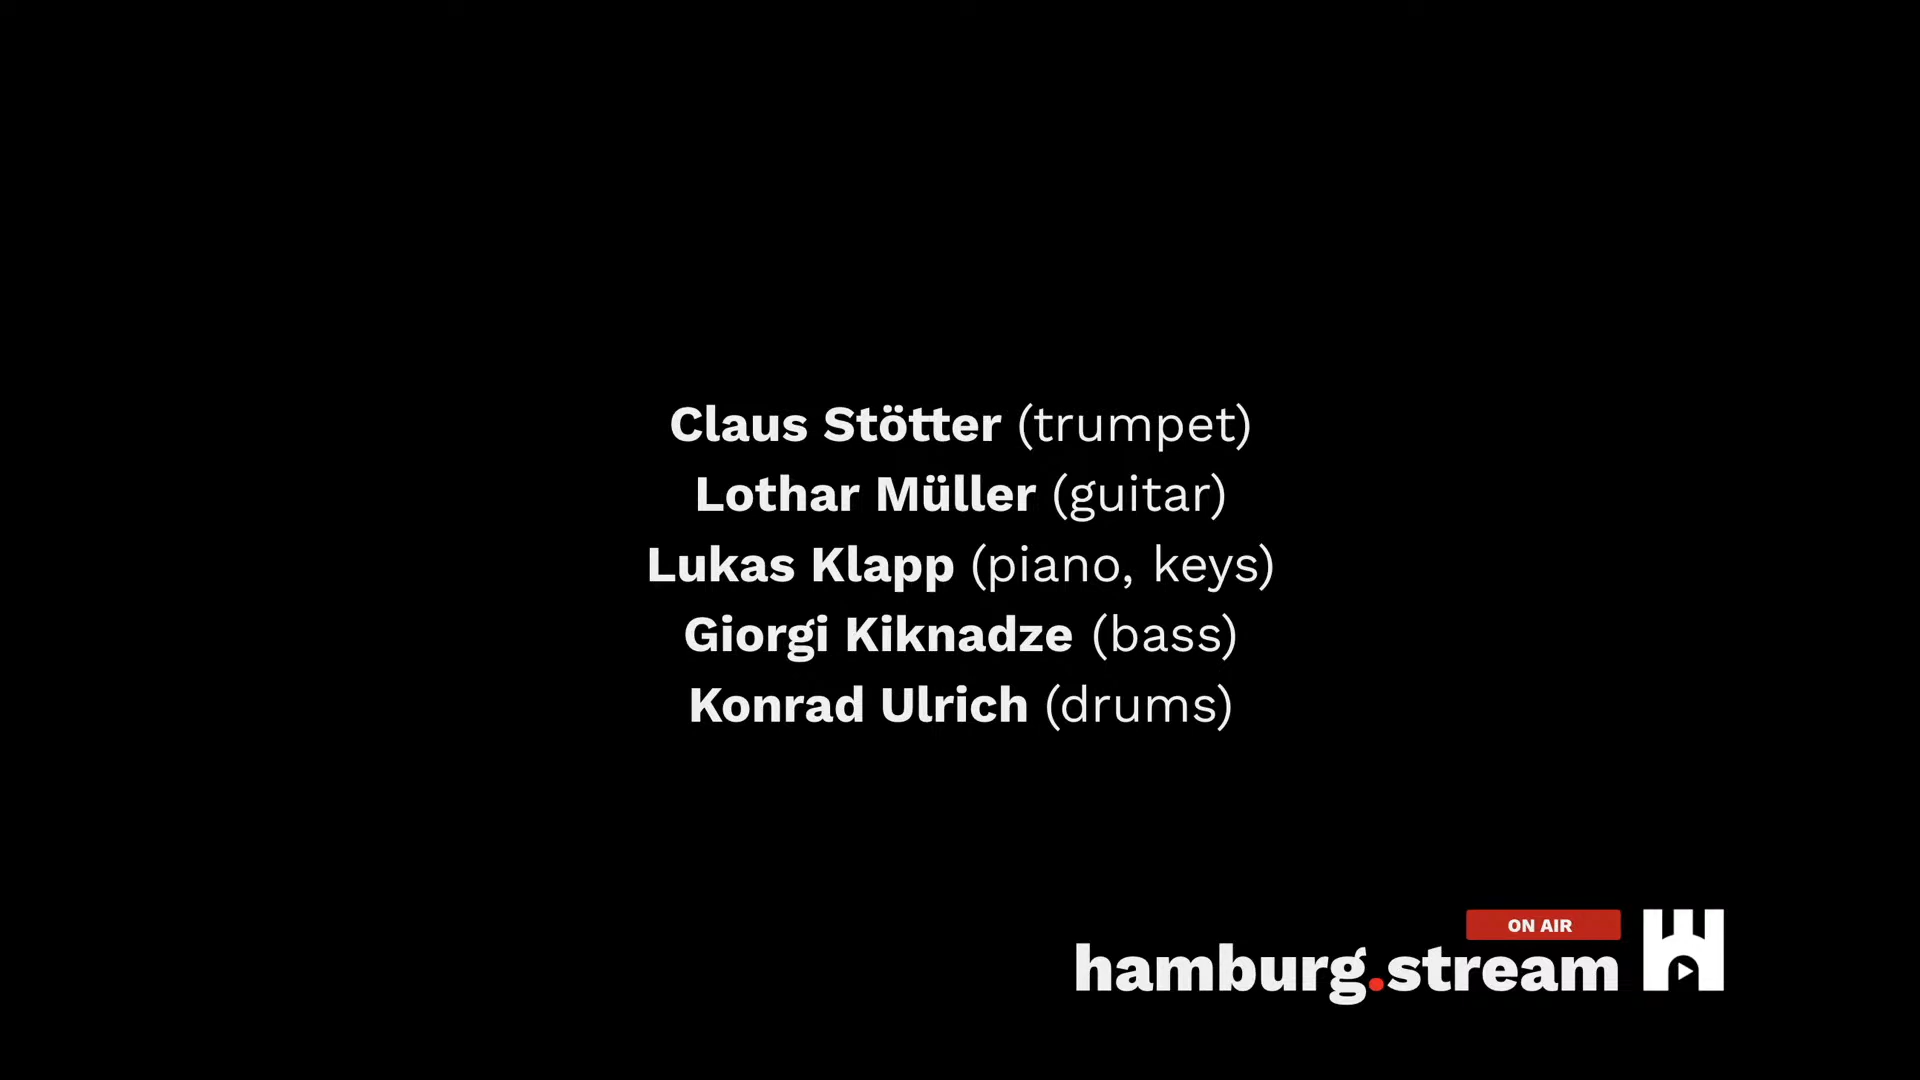 Claus Stötter (trumpet)
Lothar Müller (guitar)
Lukas Klapp (piano, keys)
Giorgi Kiknadze (bass)
Konrad Ulrich (drums)
ON AIR
hamburg.stream